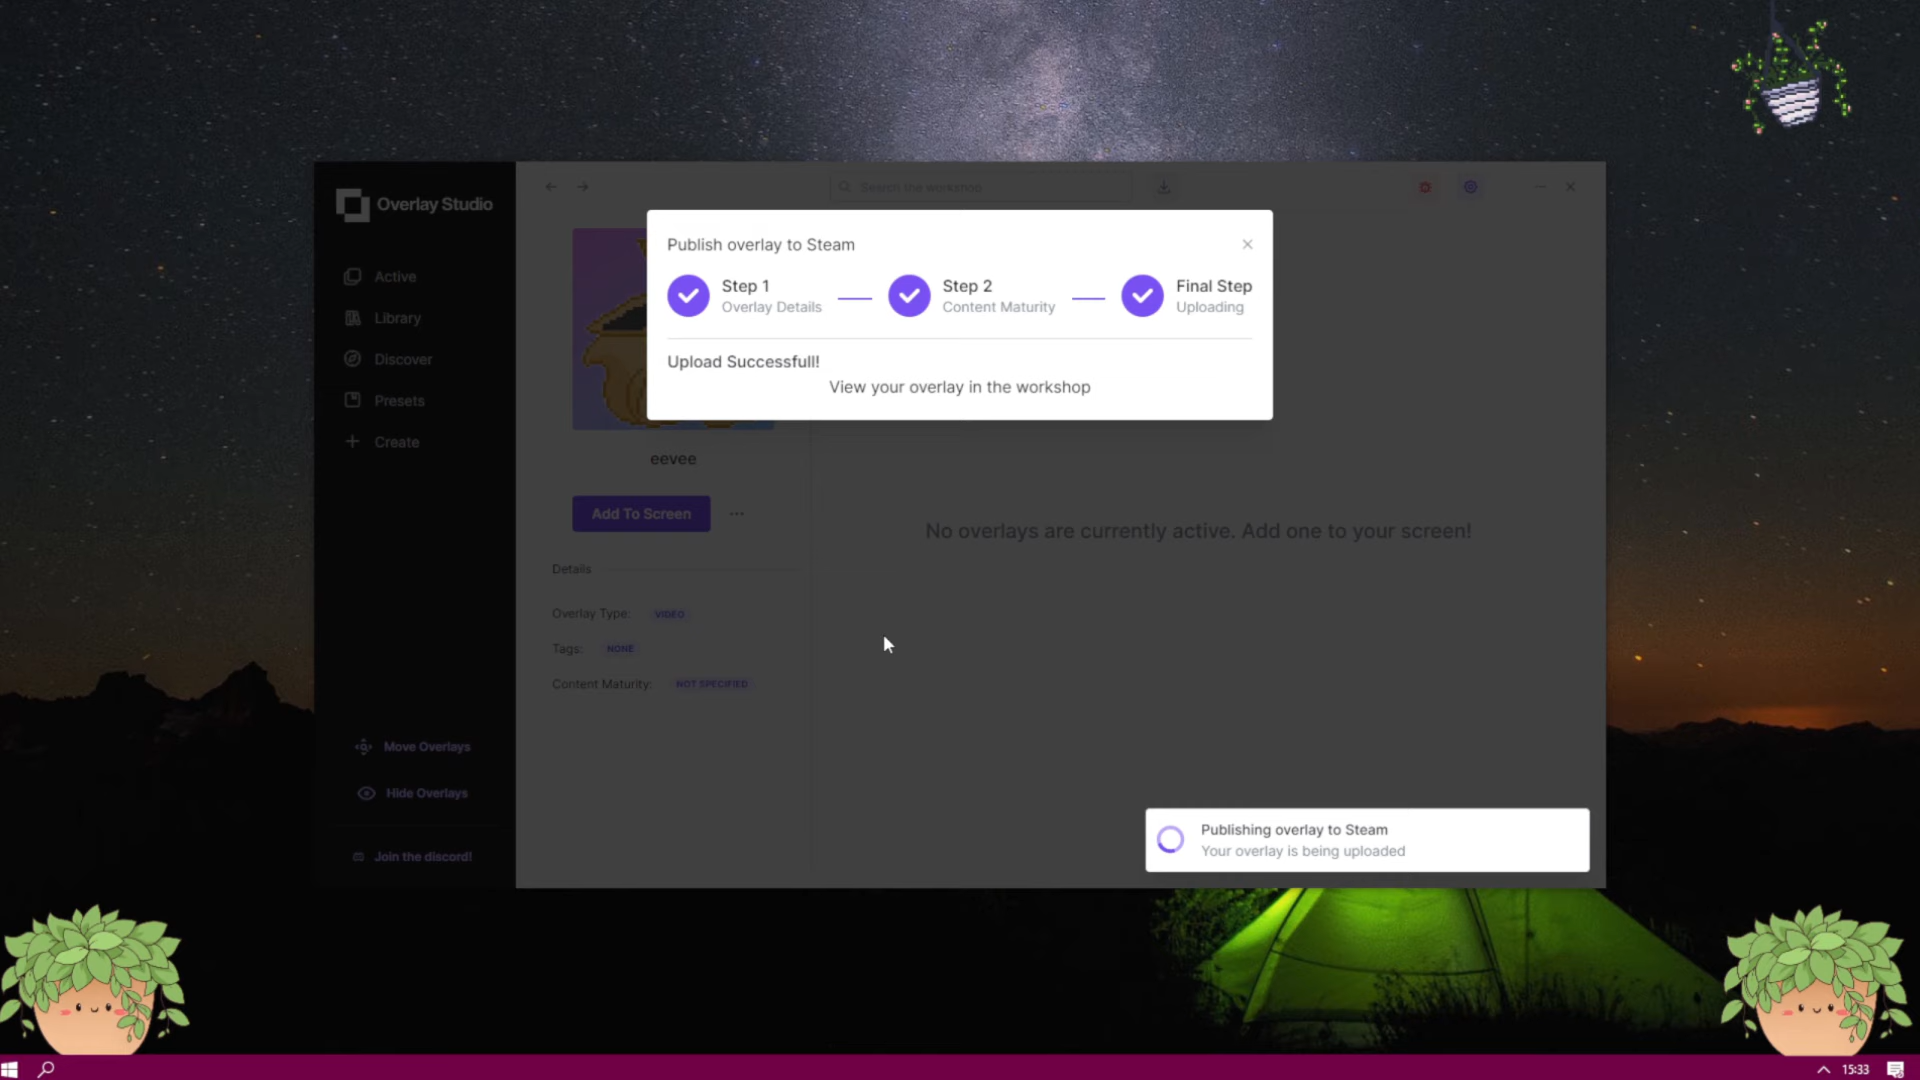 Overlay Studio
Search the workshop
Publish overlay to Steam
Step 1
Overlay Details
Step 2
Content Maturity
Final Step
Uploading
Upload Successfull!
View your overlay in the workshop
Active
Library
Discover
Presets
Create
eevee
Add To Screen
No overlays are currently active. Add one to your screen!
Details
Overlay Type:
VIDEO
Tags:
NONE
Content Maturity:
NOT SPECIFIED
Move Overlays
Hide Overlays
Join the discord!
Publishing overlay to Steam
Your overlay is being uploaded
15:33